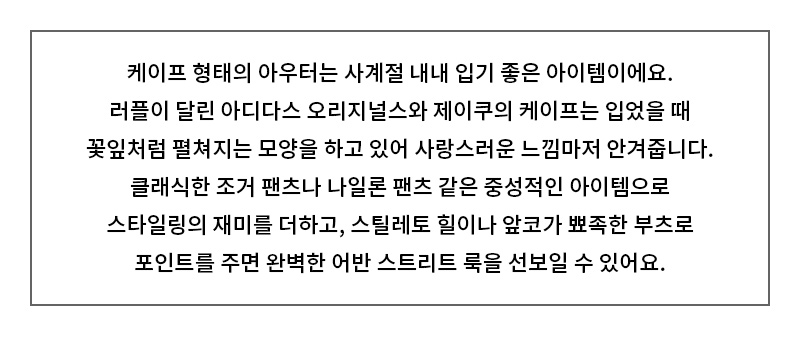 케이프 형태의 아우터는 사계절 내내 입기 좋은 아이템이에요.
러플이 달린 아디다스 오리지널스와 제이쿠의 케이프는 입었을 때
꽃잎처럼 펼쳐지는 모양을 하고 있어 사랑스러운 느낌마저 안겨줍니다.
클래식한 조거 팬츠나 나일론 팬츠 같은 중성적인 아이템으로
스타일링의 재미를 더하고, 스틸레토 힐이나 앞코가 뾰족한 부츠로
포인트를 주면 완벽한 어반 스트리트 룩을 선보일 수 있어요.